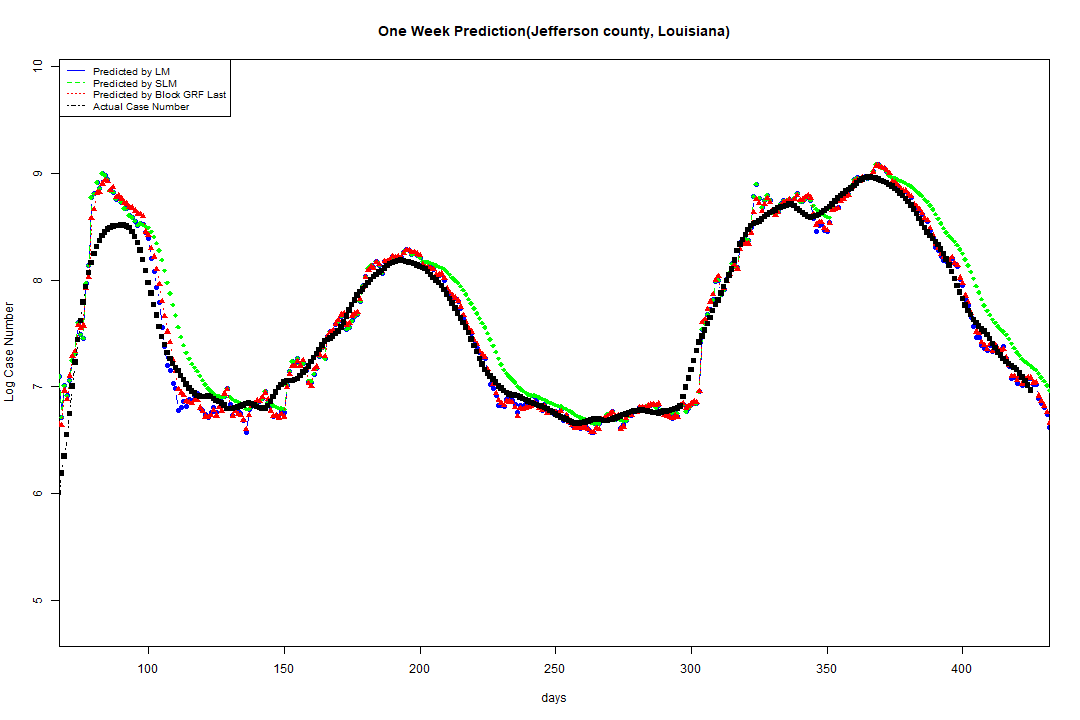 One Week Prediction(Jefferson county, Louisiana)
Predicted by LM
Predicted by SLM
Predicted by Block GRF Last
Actual Case Number
10
9
8
7
6
5
Log Case Number
100 150 200 250 300 350 400
days